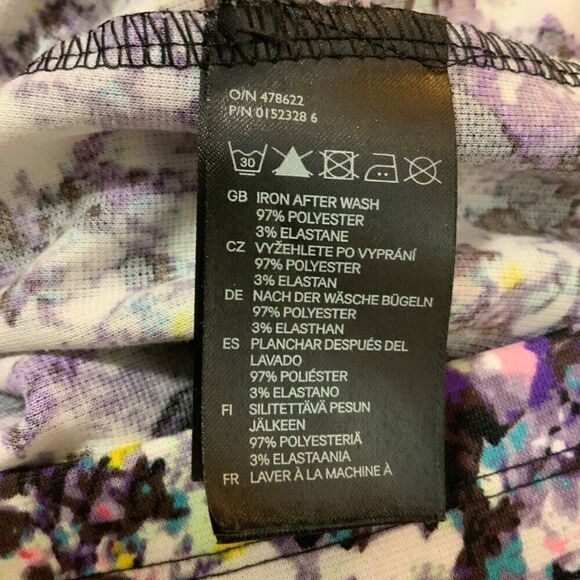 O/N 478622
P/N 0152328 6
30
GB IRON AFTER WASH
97% POLYESTER
3% ELASTANE
CZ VYŽEHLETE PO VYPRÁNÍ
97% POLYESTER
3% ELASTAN
DE NACH DER WÄSCHE BÜGELN
97% POLYESTER
3% ELASTHAN
ES PLANCHAR DESPUÉS DEL
LAVADO
97% POLIÉSTER
3% ELASTANO
FI SILITETTÄVÄ PESUN
JÄLKEEN
97% POLYESTERIÄ
3% ELASTAANIA
FR LAVER À LA MACHINE À